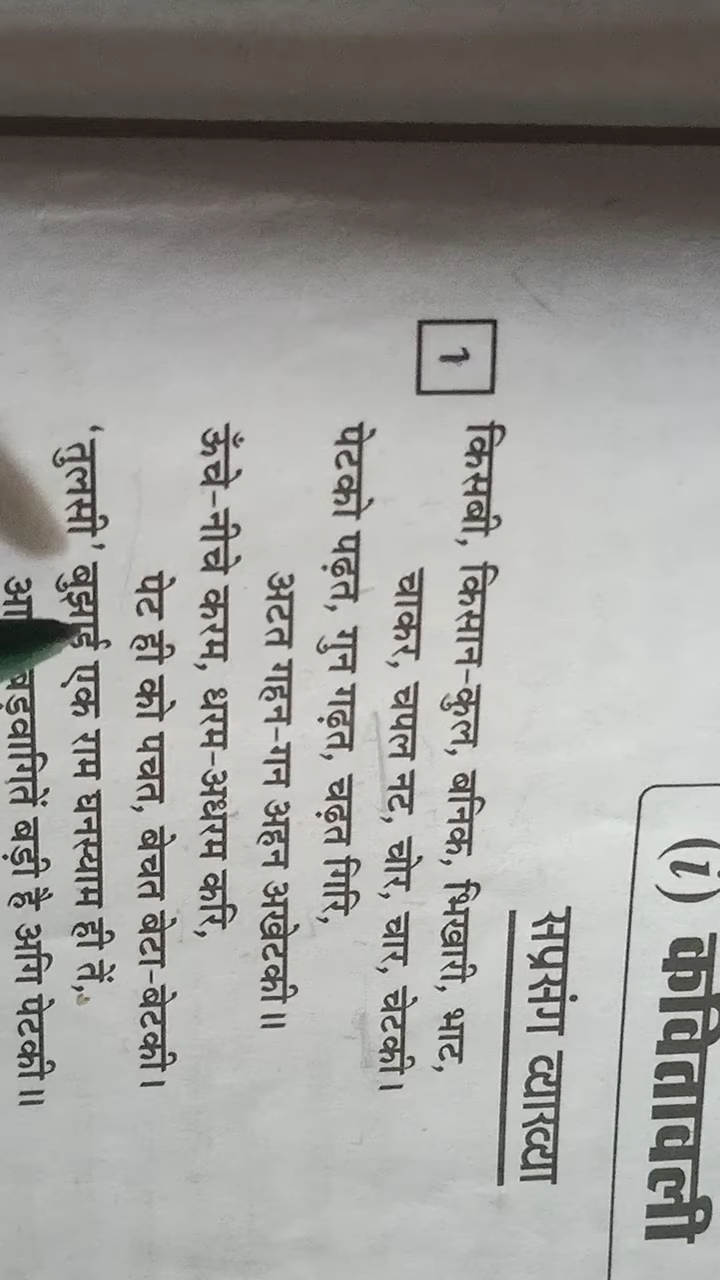 (i) कवितावली
सप्रसंग व्याख्या
1 किसबी, किसान-कुल, बनिक, भिखारी, भाट,
चाकर, चपल नट, चोर, चार, चेटकी।
पेटको पढ़त, गुन गढ़त, चढ़त गिरि,
अटत गहन-गन अहन अखेटकी॥
ऊँचे-नीचे करम, धरम-अधरम करि,
पेट ही को पचत, बेचत बेटा-बेटकी।
'तुलसी' बुझाई एक राम घनस्याम ही तें,
बड़वागितें बड़ी है आगि पेटकी॥